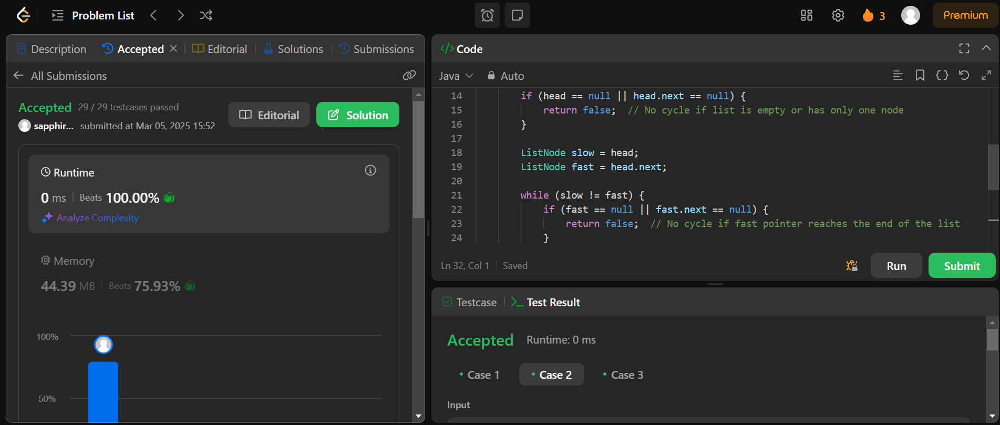 Problem List
3
Premium
Description
Accepted
Editorial
Solutions
Submissions
All Submissions
Accepted 29 / 29 testcases passed
sapphir... submitted at Mar 05, 2025 15:52
Editorial
Solution
Runtime
0 ms Beats 100.00%
Analyze Complexity
Memory
44.39 MB Beats 75.93%
100%
50%
</> Code
Java Auto
14 if (head == null || head.next == null) {
15 return false; // No cycle if list is empty or has only one node
16 }
17
18 ListNode slow = head;
19 ListNode fast = head.next;
20
21 while (slow != fast) {
22 if (fast == null || fast.next == null) {
23 return false; // No cycle if fast pointer reaches the end of the list
24 }
Ln 32, Col 1 Saved
Run
Submit
Testcase
Test Result
Accepted Runtime: 0 ms
• Case 1 • Case 2 • Case 3
Input